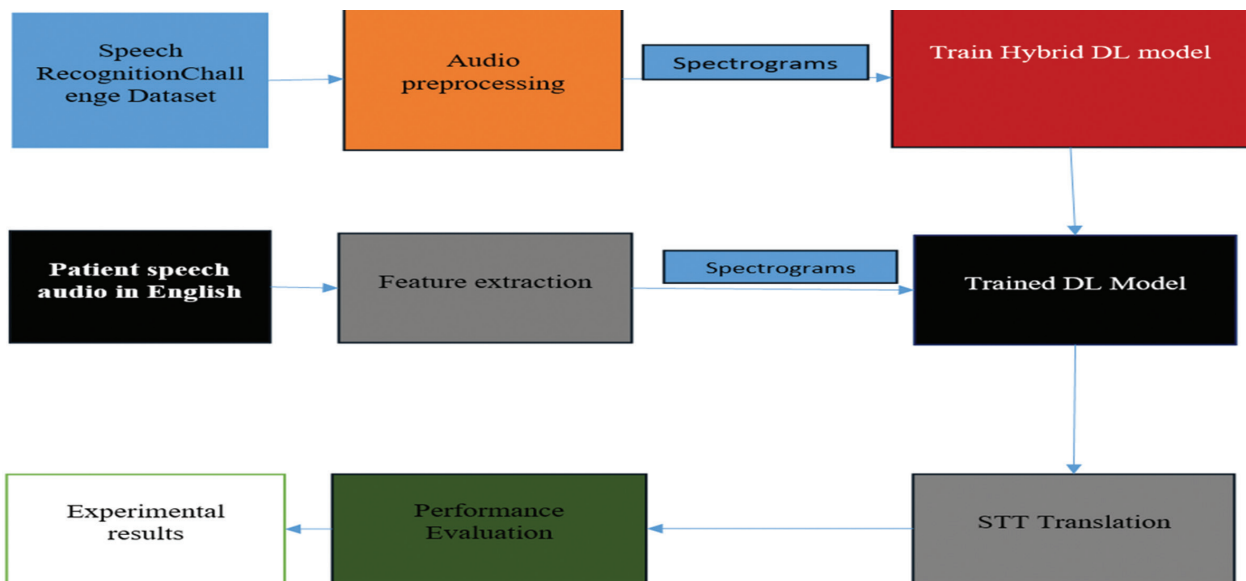 Speech
RecognitionChall
enge Dataset
Audio
preprocessing
Spectrograms
Train Hybrid DL model
Patient speech
audio in English
Feature extraction
Spectrograms
Trained DL Model
Experimental
results
Performance
Evaluation
STT Translation